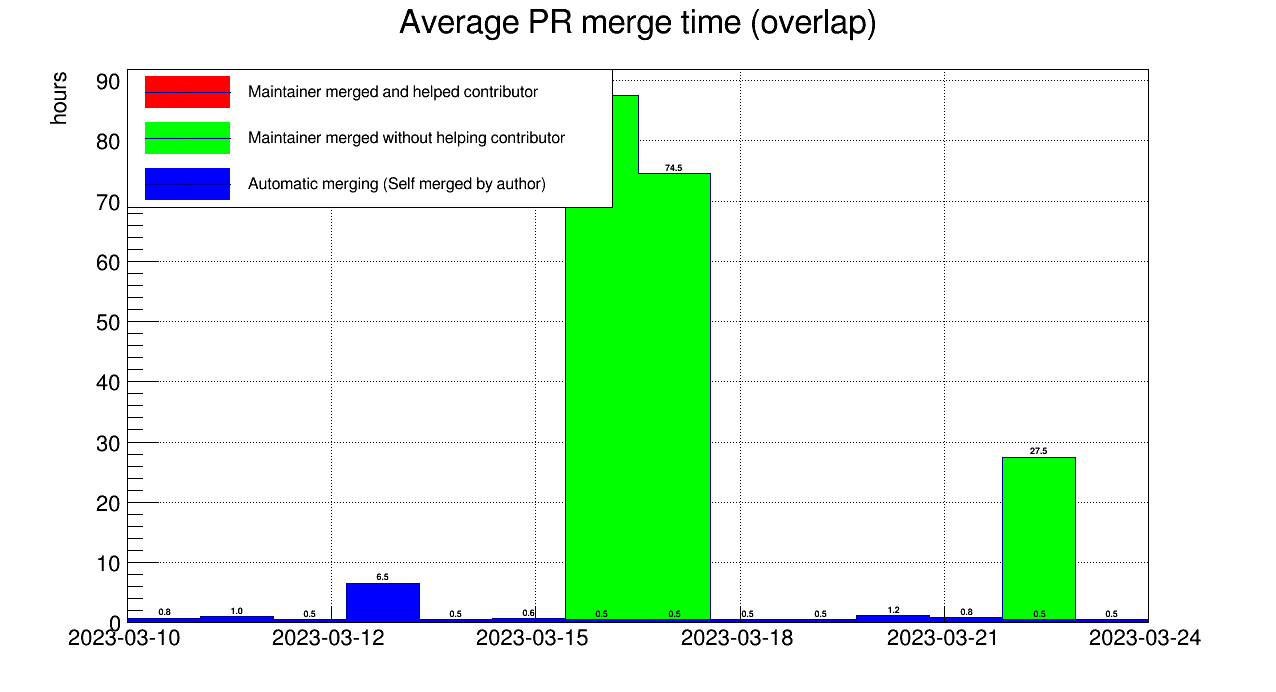 Average PR merge time (overlap)
hours
Maintainer merged and helped contributor
Maintainer merged without helping contributor
Automatic merging (Self merged by author)
90
80
70
60
50
40
30
20
10
0
74.5
27.5
6.5
0.8 1.0 0.5 0.5 0.6 0.5 0.5 0.5 0.5 1.2 0.8 0.5 0.5
2023-03-10 2023-03-12 2023-03-15 2023-03-18 2023-03-21 2023-03-24